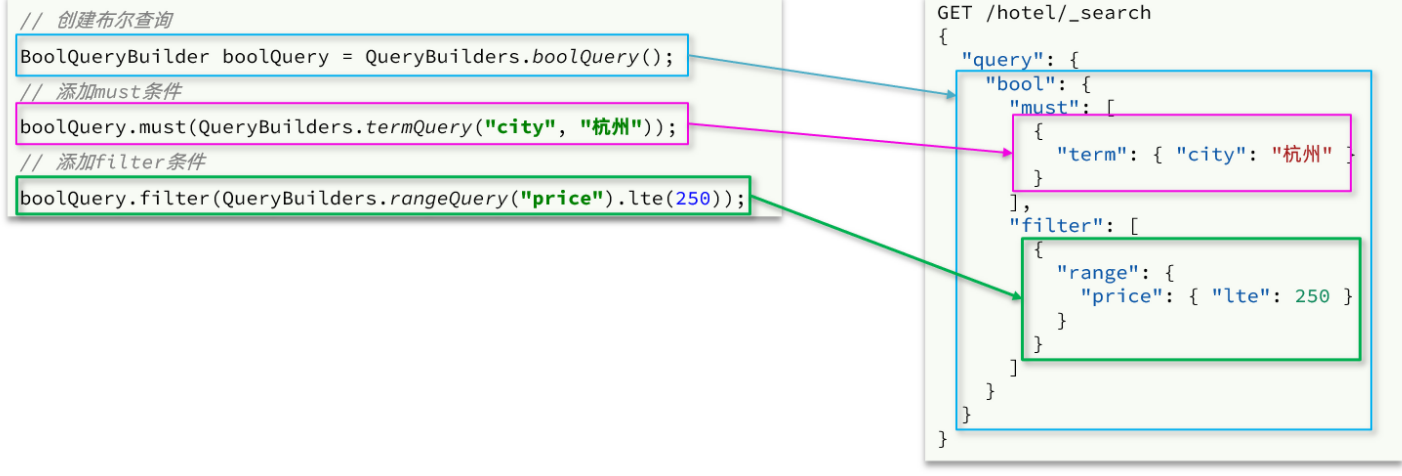 // 创建布尔查询
BoolQueryBuilder boolQuery = QueryBuilders.boolQuery();
// 添加must条件
boolQuery.must(QueryBuilders.termQuery("city", "杭州"));
// 添加filter条件
boolQuery.filter(QueryBuilders.rangeQuery("price").lte(250));
GET /hotel/_search
{
  "query": {
    "bool": {
      "must": [
        {
          "term": { "city": "杭州" }
        }
      ],
      "filter": [
        {
          "range": {
            "price": { "lte": 250 }
          }
        }
      ]
    }
  }
}